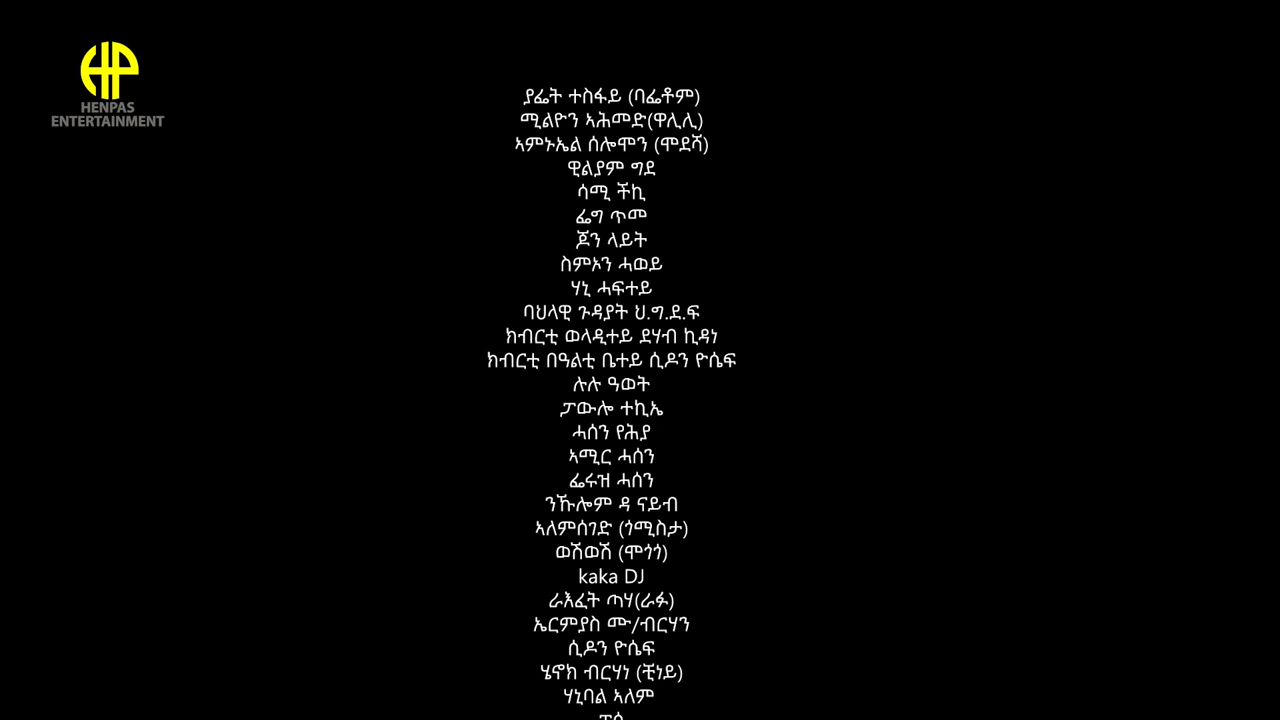 HP
HENPAS
ENTERTAINMENT
ያፌት ተስፋይ (ባፌቶም)
ሚልዮን ኣሕመድ(ዋሊሊ)
ኣምኑኤል ሰሎሞን (ሞደሻ)
ዊልያም ግደ
ሳሚ ችኪ
ፌግ ጥመ
ጆን ላይት
ስምኦን ሓወይ
ሃኒ ሓፍተይ
ባህላዊ ጉዳያት ህ.ግ.ደ.ፍ
ክብርቲ ወላዲተይ ደሃብ ኪዳነ
ክብርቲ በዓልቲ ቤተይ ሲዶን ዮሴፍ
ሉሉ ዓወት
ፓውሎ ተኪኤ
ሓሰን የሕያ
ኣሚር ሓሰን
ፌሩዝ ሓሰን
ንኹሎም ዳ ናይብ
ኣለምሰገድ (ጎሚስታ)
ወሽወሽ (ሞጎጎ)
kaka DJ
ራእፈት ጣሃ(ራፉ)
ኤርምያስ ሙ/ብርሃን
ሲዶን ዮሴፍ
ሄኖክ ብርሃነ (ቺነይ)
ሃኒባል ኣለም